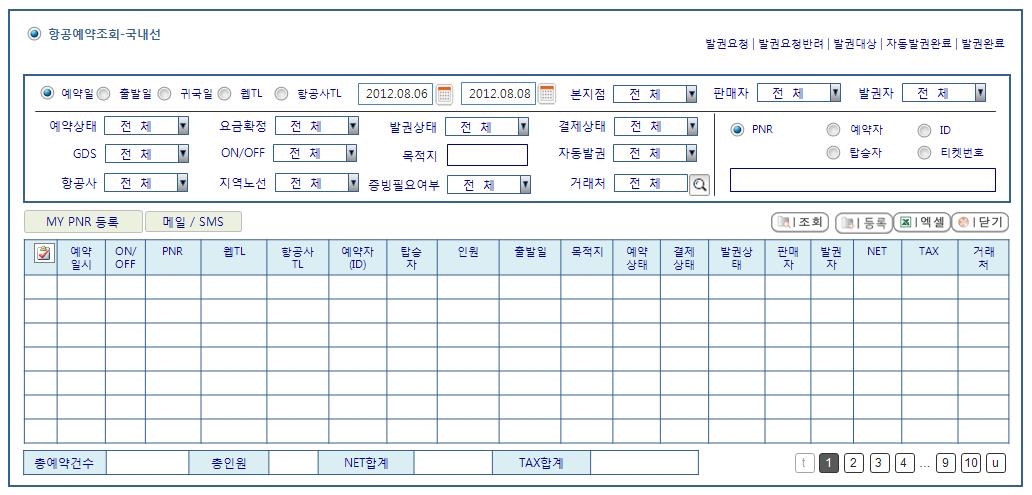 항공예약조회-국내선
발권요청 | 발권요청반려 | 발권대상 | 자동발권완료 | 발권완료
예약일 출발일 귀국일 웹TL 항공사TL 2012.08.06 2012.08.08 본지점 전 체 판매자 전 체 발권자 전 체
예약상태 전 체 요금확정 전 체 발권상태 전 체 결제상태 전 체 PNR 예약자 ID
GDS 전 체 ON/OFF 전 체 목적지 자동발권 전 체 탑승자 티켓번호
항공사 전 체 지역노선 전 체 증빙필요여부 전 체 거래처 전 체
MY PNR 등록 메일 / SMS 조회 등록 엑셀 닫기
예약 ON/ PNR 웹TL 항공사 예약자 탑승 인원 출발일 목적지 예약 결제 발권상 판매 발권 NET TAX 거래
일시 OFF TL (ID) 자 상태 상태 태 자 자 처
총예약건수 총인원 NET합계 TAX합계 t 1 2 3 4 ... 9 10 u